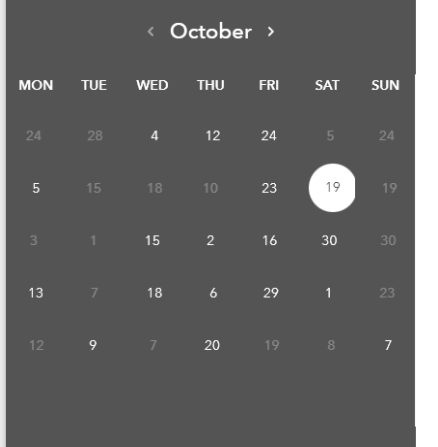 ‹ October ›
MON TUE WED THU FRI SAT SUN
24 28 4 12 24 5 24
5 15 18 10 23 19 19
3 1 15 2 16 30 30
13 7 18 6 29 1 23
12 9 7 20 19 8 7